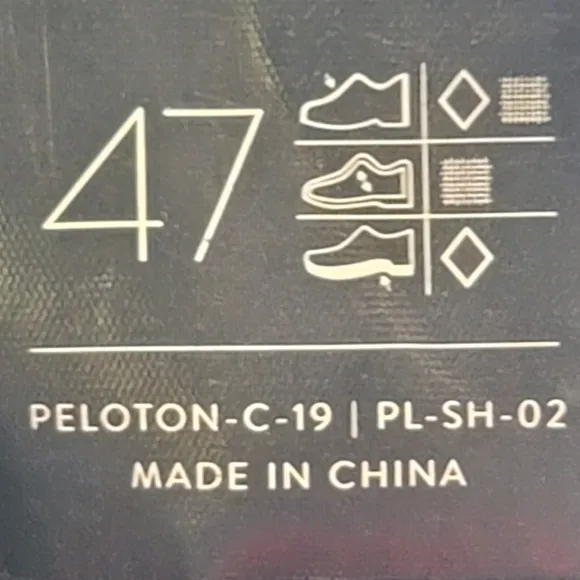 47
PELOTON-C-19 | PL-SH-02
MADE IN CHINA